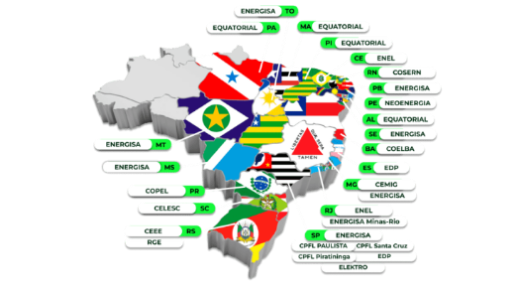 ENERGISA TO
EQUATORIAL PA
MA EQUATORIAL
PI EQUATORIAL
CE ENEL
RN COSERN
PB ENERGISA
PE NEOENERGIA
AL EQUATORIAL
SE ENERGISA
BA COELBA
ENERGISA MT
ENERGISA MS
COPEL PR
CELESC SC
CEEE RS
RGE
ES EDP
MG CEMIG
ENERGISA
RJ ENEL
ENERGISA Minas-Rio
SP ENERGISA
CPFL PAULISTA CPFL Santa Cruz
CPFL Piratininga EDP
ELEKTRO
LIBERTAS QUÆ SERA
TAMEN